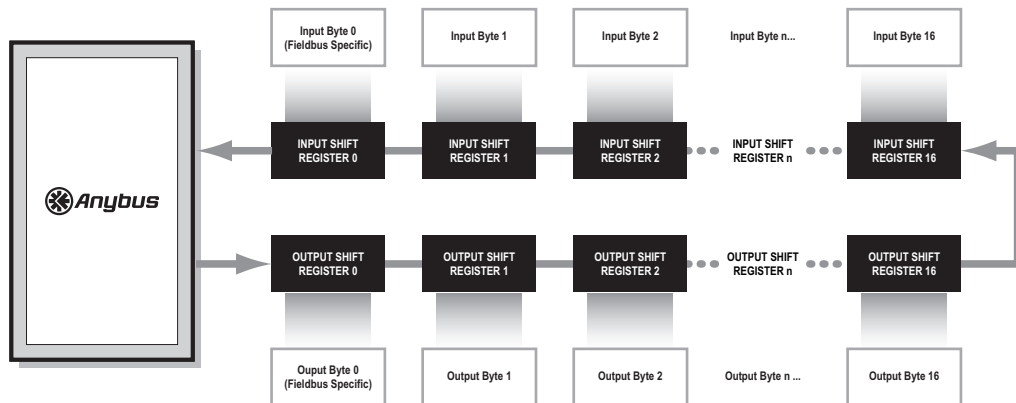 Input Byte 0
(Fieldbus Specific)
Input Byte 1
Input Byte 2
Input Byte n...
Input Byte 16
INPUT SHIFT
REGISTER 0
INPUT SHIFT
REGISTER 1
INPUT SHIFT
REGISTER 2
INPUT SHIFT
REGISTER n
INPUT SHIFT
REGISTER 16
Anybus
OUTPUT SHIFT
REGISTER 0
OUTPUT SHIFT
REGISTER 1
OUTPUT SHIFT
REGISTER 2
OUTPUT SHIFT
REGISTER n
OUTPUT SHIFT
REGISTER 16
Ouput Byte 0
(Fieldbus Specific)
Output Byte 1
Output Byte 2
Output Byte n ...
Output Byte 16